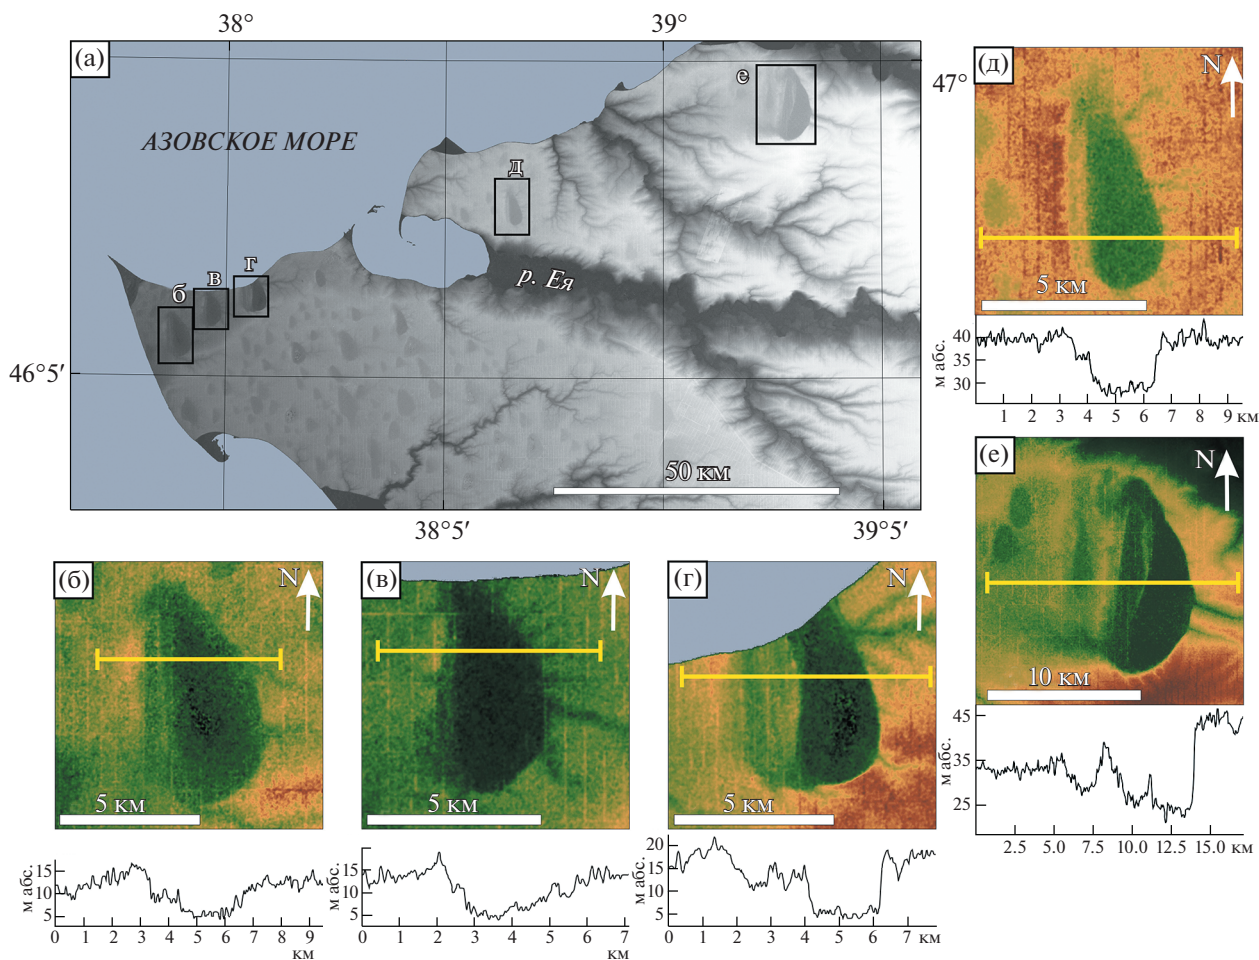 38°
39°
(а)
АЗОВСКОЕ МОРЕ
е
д
г
в
б
р. Ея
47°
46°5′
50 км
38°5′
39°5′
(д)
N
5 км
м абс.
40
35
30
1 2 3 4 5 6 7 8 9 км
(е)
N
10 км
м абс.
45
35
25
2.5 5.0 7.5 10.0 12.5 15.0 км
(б)
N
5 км
м абс.
15
10
5
0 1 2 3 4 5 6 7 8 9
км
(в)
N
5 км
м абс.
15
10
5
0 1 2 3 4 5 6 7
км
(г)
N
5 км
м абс.
20
15
10
5
0 1 2 3 4 5 6 7 км